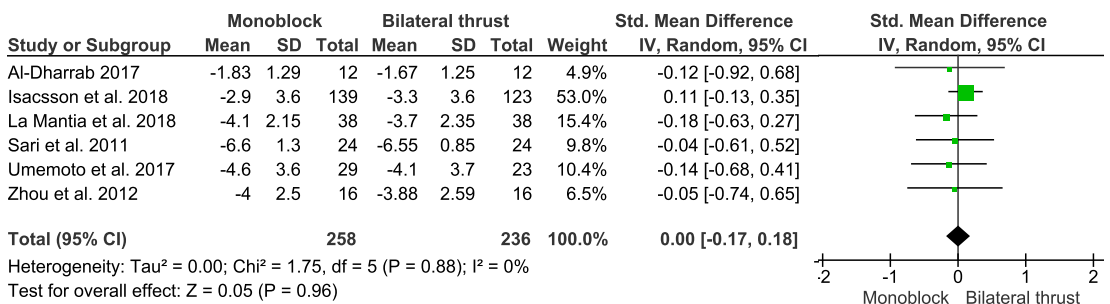 Monoblock Bilateral thrust Std. Mean Difference Std. Mean Difference
Study or Subgroup Mean SD Total Mean SD Total Weight IV, Random, 95% CI IV, Random, 95% CI
Al-Dharrab 2017 -1.83 1.29 12 -1.67 1.25 12 4.9% -0.12 [-0.92, 0.68]
Isacsson et al. 2018 -2.9 3.6 139 -3.3 3.6 123 53.0% 0.11 [-0.13, 0.35]
La Mantia et al. 2018 -4.1 2.15 38 -3.7 2.35 38 15.4% -0.18 [-0.63, 0.27]
Sari et al. 2011 -6.6 1.3 24 -6.55 0.85 24 9.8% -0.04 [-0.61, 0.52]
Umemoto et al. 2017 -4.6 3.6 29 -4.1 3.7 23 10.4% -0.14 [-0.68, 0.41]
Zhou et al. 2012 -4 2.5 16 -3.88 2.59 16 6.5% -0.05 [-0.74, 0.65]
Total (95% CI) 258 236 100.0% 0.00 [-0.17, 0.18]
Heterogeneity: Tau² = 0.00; Chi² = 1.75, df = 5 (P = 0.88); I² = 0%
Test for overall effect: Z = 0.05 (P = 0.96)
-2 -1 0 1 2
Monoblock Bilateral thrust